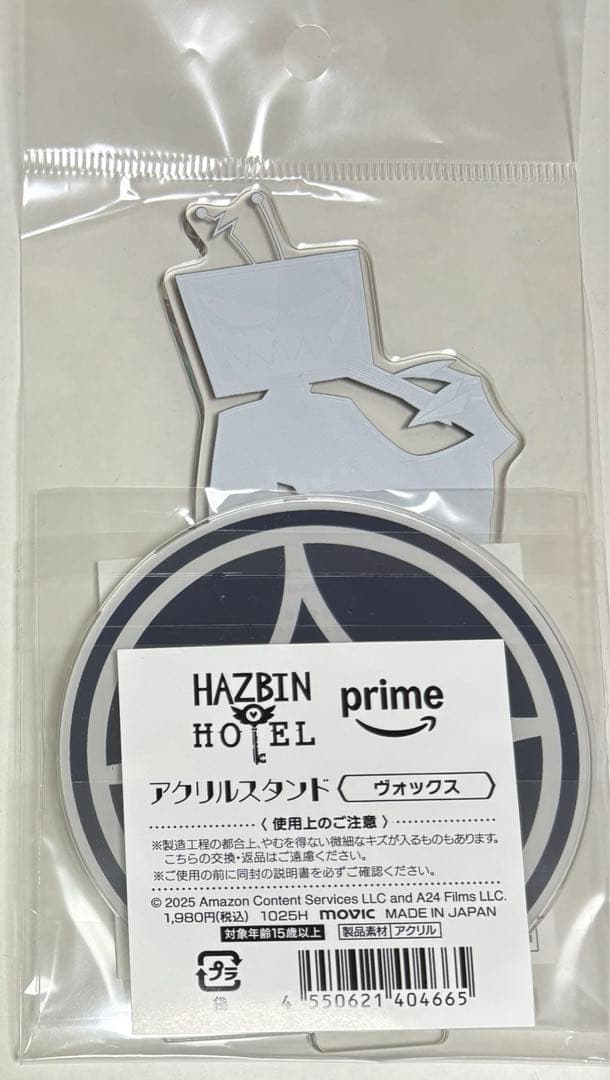 HAZBIN HOTEL
prime
アクリルスタンド ヴォックス
〈 使用上のご注意 〉
※製造工程の都合上、やむを得ない微細なキズが入るものもあります。
こちらの交換・返品はご遠慮ください。
※ご使用の前に同封の説明書を必ずご確認ください。
© 2025 Amazon Content Services LLC and A24 Films LLC.
1,980円(税込) 1025H movic MADE IN JAPAN
対象年齢15歳以上 製品素材 アクリル
プラ
袋
4 550621 404665